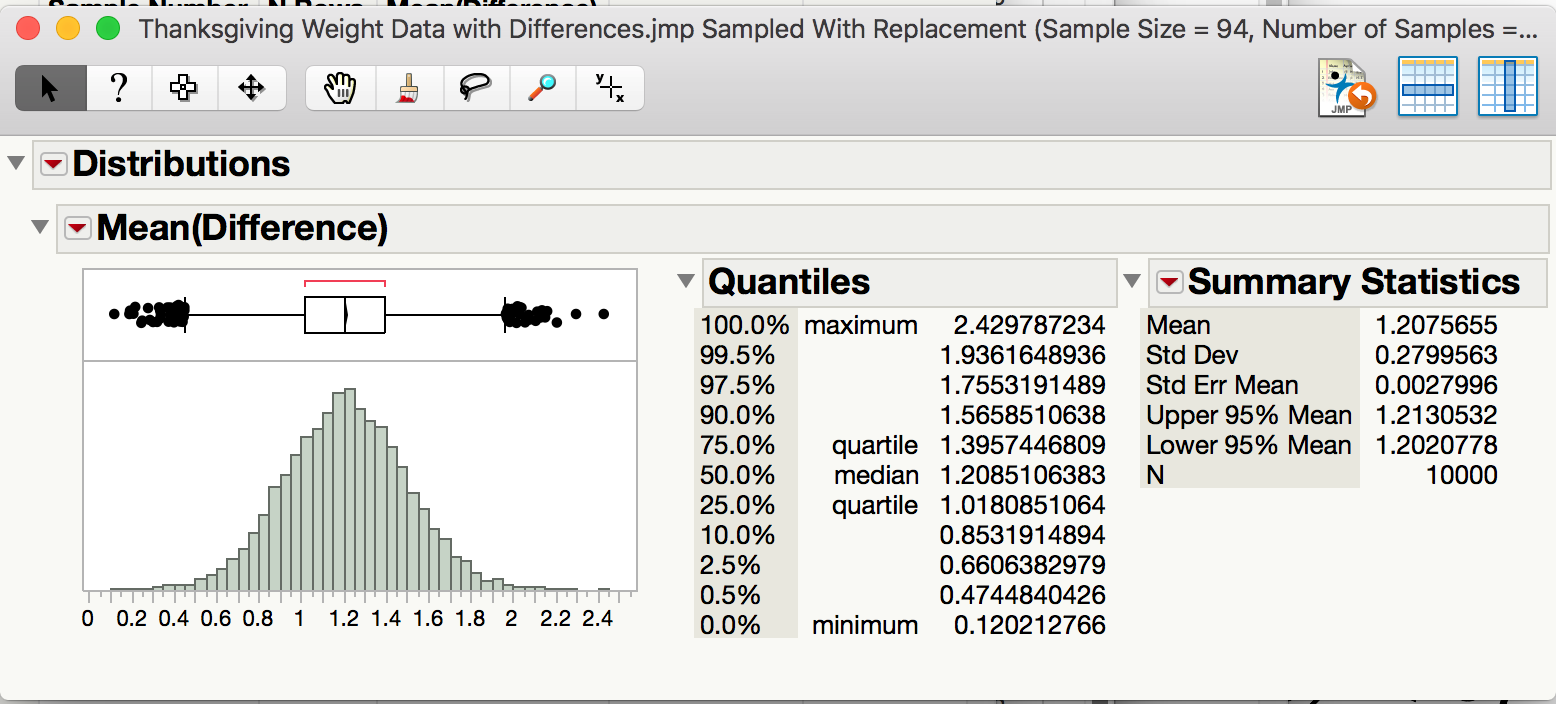 Sample Number N Rows Mean(Difference)
Thanksgiving Weight Data with Differences.jmp Sampled With Replacement (Sample Size = 94, Number of Samples =...
? y x JMP
Distributions
Mean(Difference)
Quantiles
100.0% maximum 2.429787234
99.5% 1.9361648936
97.5% 1.7553191489
90.0% 1.5658510638
75.0% quartile 1.3957446809
50.0% median 1.2085106383
25.0% quartile 1.0180851064
10.0% 0.8531914894
2.5% 0.6606382979
0.5% 0.4744840426
0.0% minimum 0.120212766
Summary Statistics
Mean 1.2075655
Std Dev 0.2799563
Std Err Mean 0.0027996
Upper 95% Mean 1.2130532
Lower 95% Mean 1.2020778
N 10000
0 0.2 0.4 0.6 0.8 1 1.2 1.4 1.6 1.8 2 2.2 2.4